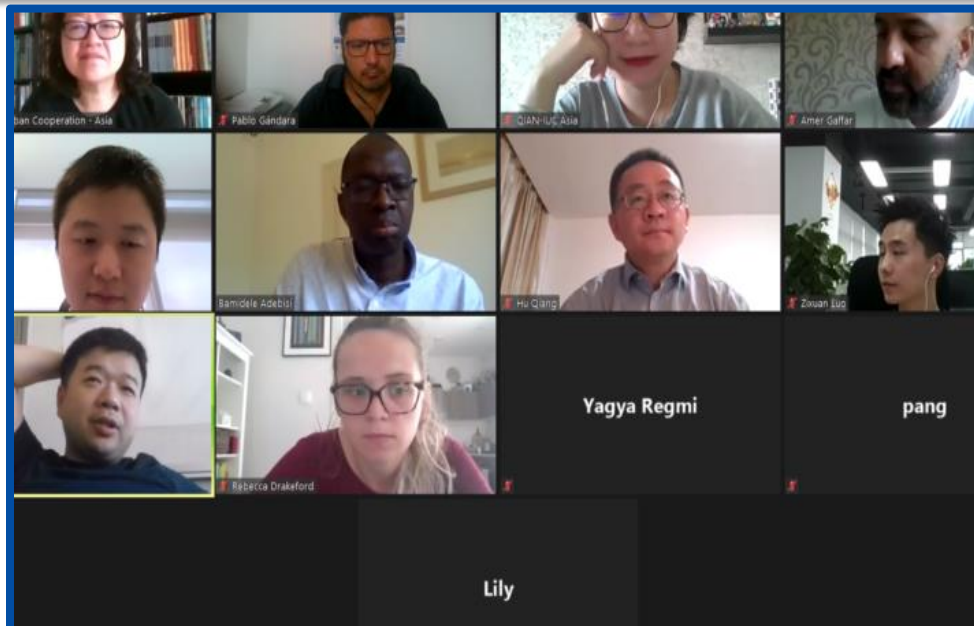 ban Cooperation - Asia
Pablo Gándara
QIAN-IUC Asia
Amer Gaffar
Bamidele Adebisi
Hu Qiang
Zixuan Luo
Rebecca Drakeford
Yagya Regmi
pang
Lily